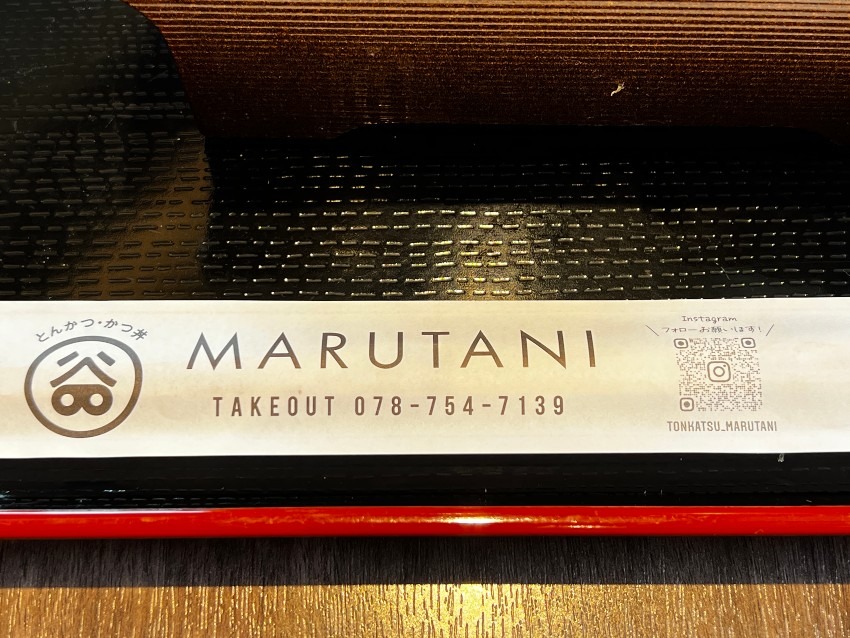 とんかつ・かつ丼
MARUTANI
TAKEOUT 078-754-7139
Instagram
フォローお願いします!
TONKATSU_MARUTANI